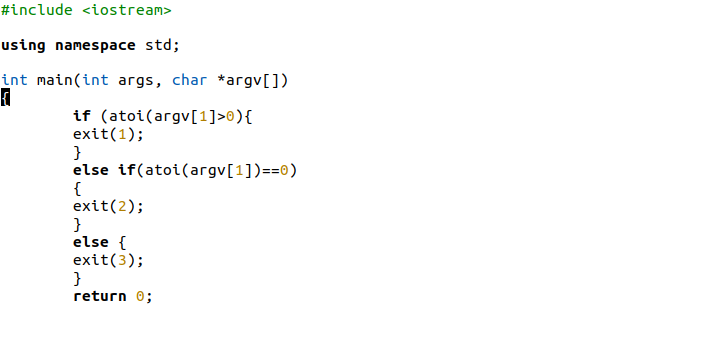 #include <iostream>
using namespace std;
int main(int args, char *argv[])
{
if (atoi(argv[1]>0){
exit(1);
}
else if(atoi(argv[1])==0)
{
exit(2);
}
else {
exit(3);
}
return 0;